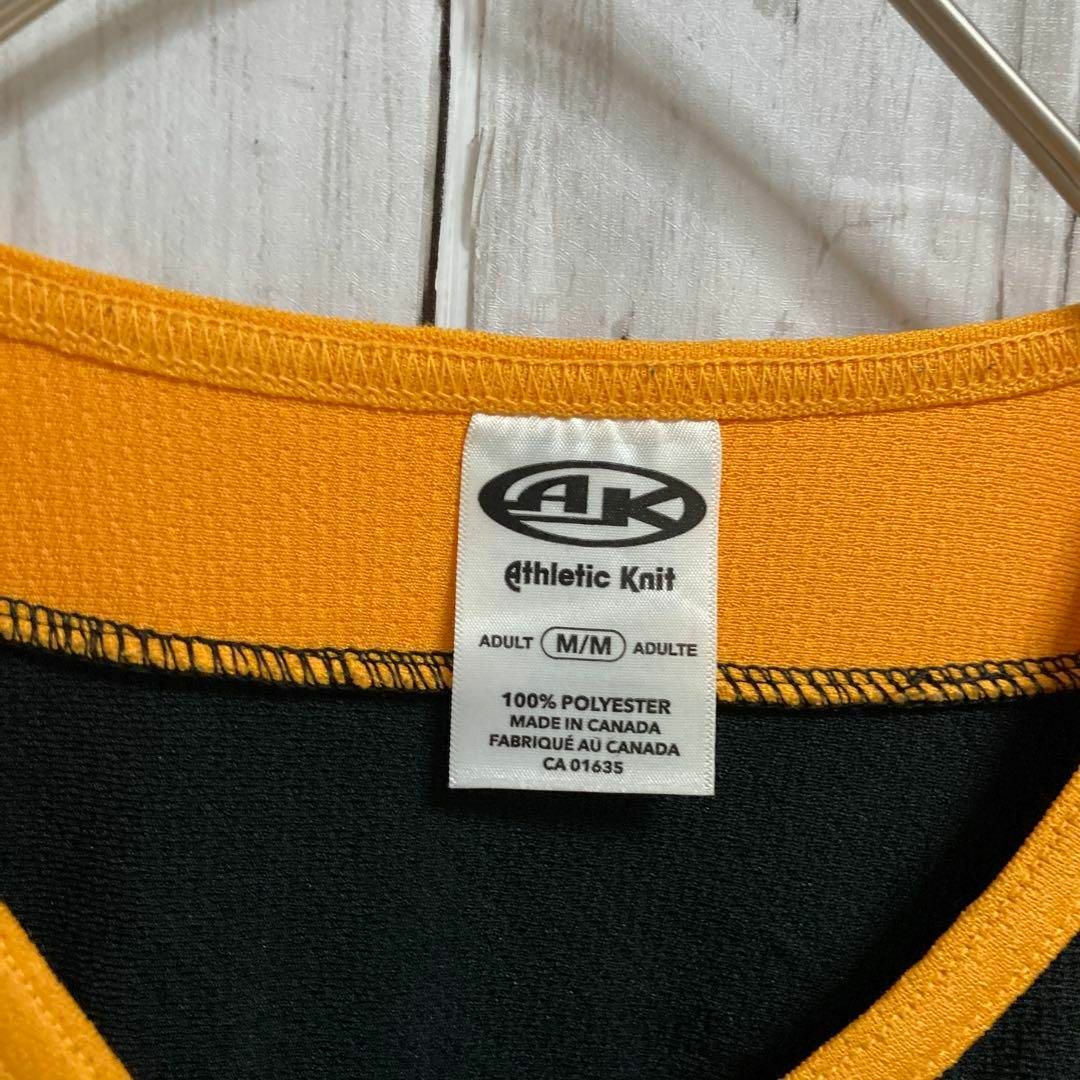 AK
Athletic Knit
ADULT M/M ADULTE
100% POLYESTER
MADE IN CANADA
FABRIQUÉ AU CANADA
CA 01635